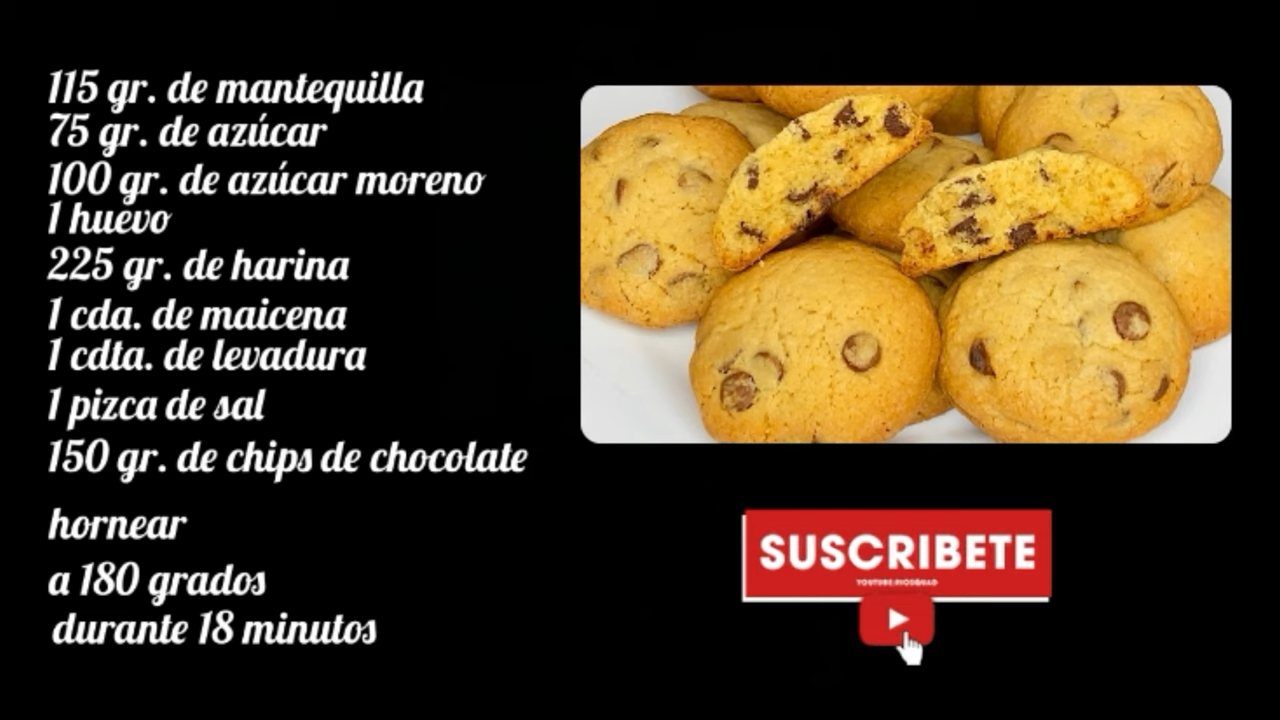 115 gr. de mantequilla
75 gr. de azúcar
100 gr. de azúcar moreno
1 huevo
225 gr. de harina
1 cda. de maicena
1 cdta. de levadura
1 pizca de sal
150 gr. de chips de chocolate
hornear
a 180 grados
durante 18 minutos
SUSCRIBETE